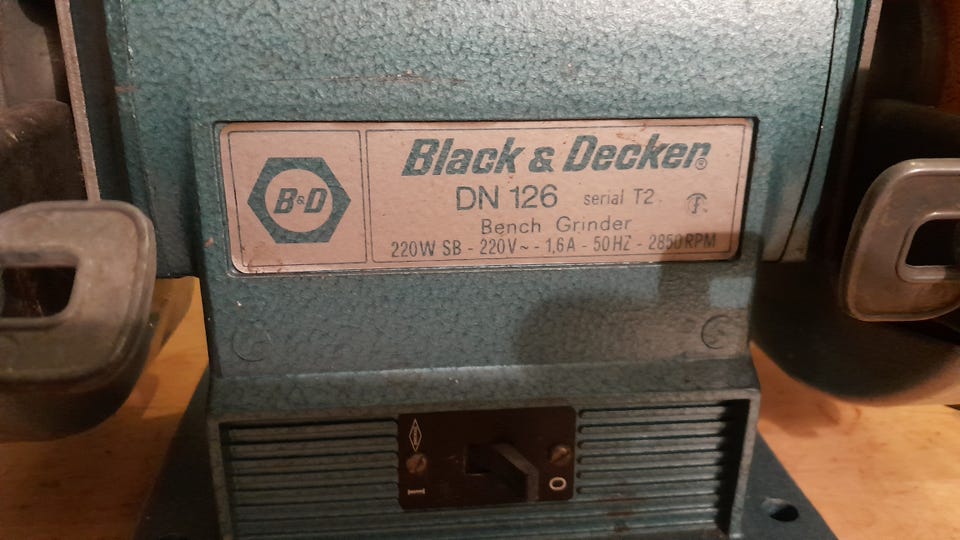 B&D
Black & Decker®
DN 126 serial T2
Bench Grinder
220W SB - 220V~ - 1,6A - 50HZ - 2850RPM
I O